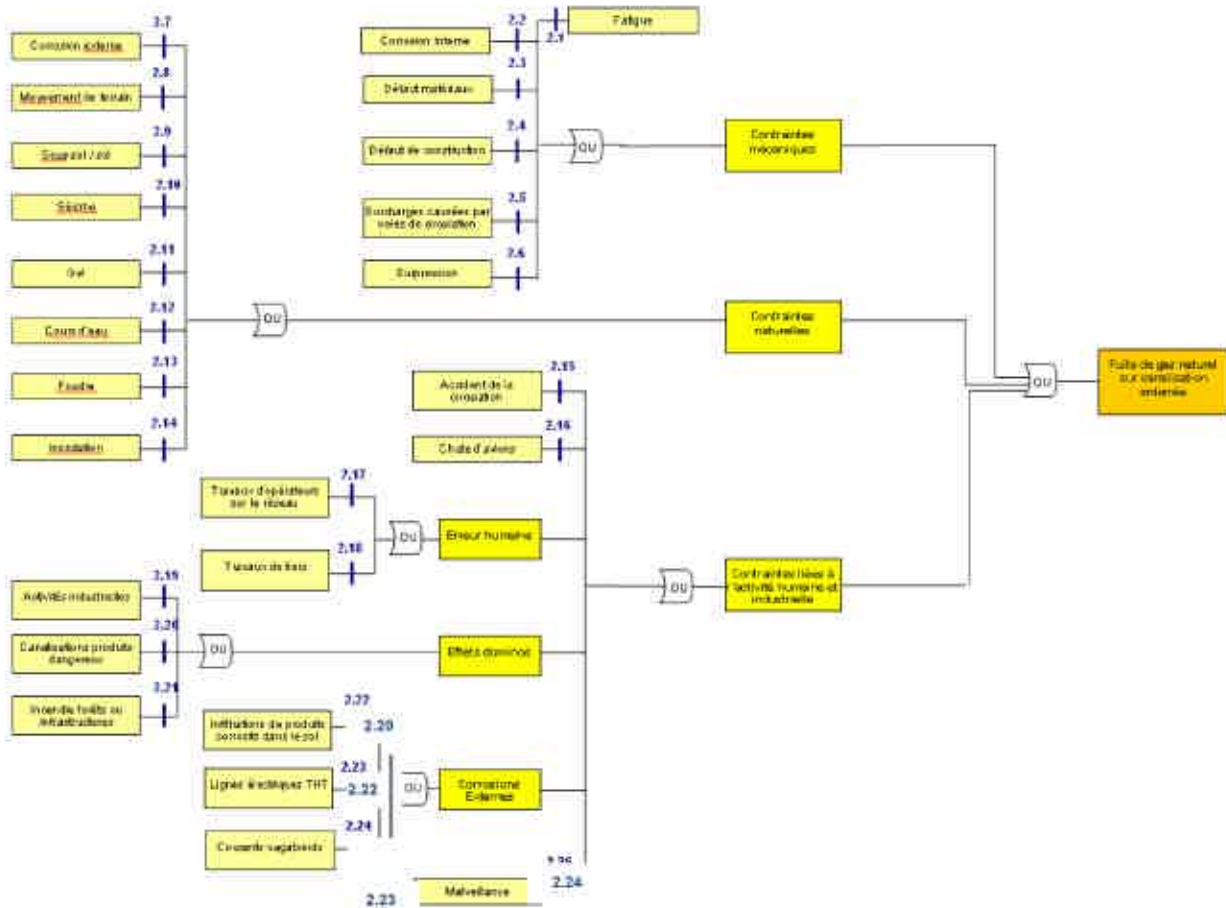 2.7
Corrosion externe
2.8
Mouvement de terrain
2.9
Sous-sol / sol
2.10
Séisme
2.11
Gel
2.12
Cours d'eau
2.13
Foudre
2.14
Inondation
OU
2.2
2.1
Fatigue
Corrosion interne
2.3
Défaut matériaux
2.4
Défaut de construction
2.5
Surcharges causées par
voies de circulation
2.6
Surpression
OU
Contraintes
mécaniques
Contraintes
naturelles
OU
Fuite de gaz naturel
sur canalisation
enterrée
2.15
Accident de la
circulation
2.16
Chute d'avions
2.17
Travaux d'opérateurs
sur le réseau
2.18
Travaux de tiers
OU
Erreur humaine
2.19
Activités industrielles
2.20
Canalisations produits
dangereux
2.21
Incendie forêts ou
infrastructures
OU
Effets dominos
OU
Contraintes liées à
l'activité humaine et
industrielle
2.22
Infiltrations de produits
corrosifs dans le sol
2.20
2.23
Lignes électriques THT
2.22
2.24
Courants vagabonds
OU
Corrosions
Externes
Malveillance
2.24
2.23